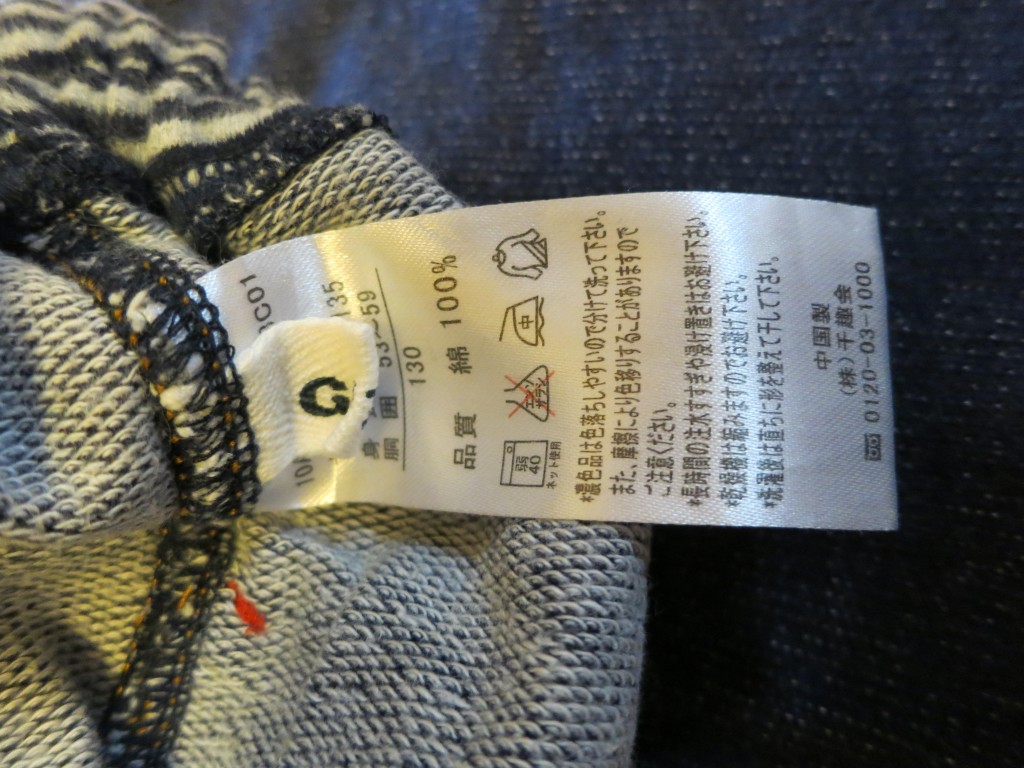 135
53~59
胴囲
130
品質 綿 100%
弱
40
ネット使用
中
*濃色品は色落ちしやすいので分けて洗って下さい。
また、摩擦により色移りすることがありますので
ご注意ください。
*長時間の注水すすぎや浸け置きはお避け下さい。
*乾燥機は縮みますのでお避け下さい。
*洗濯後は直ちに形を整えて干して下さい。
中国製
(株)千趣会
0120-03-1000